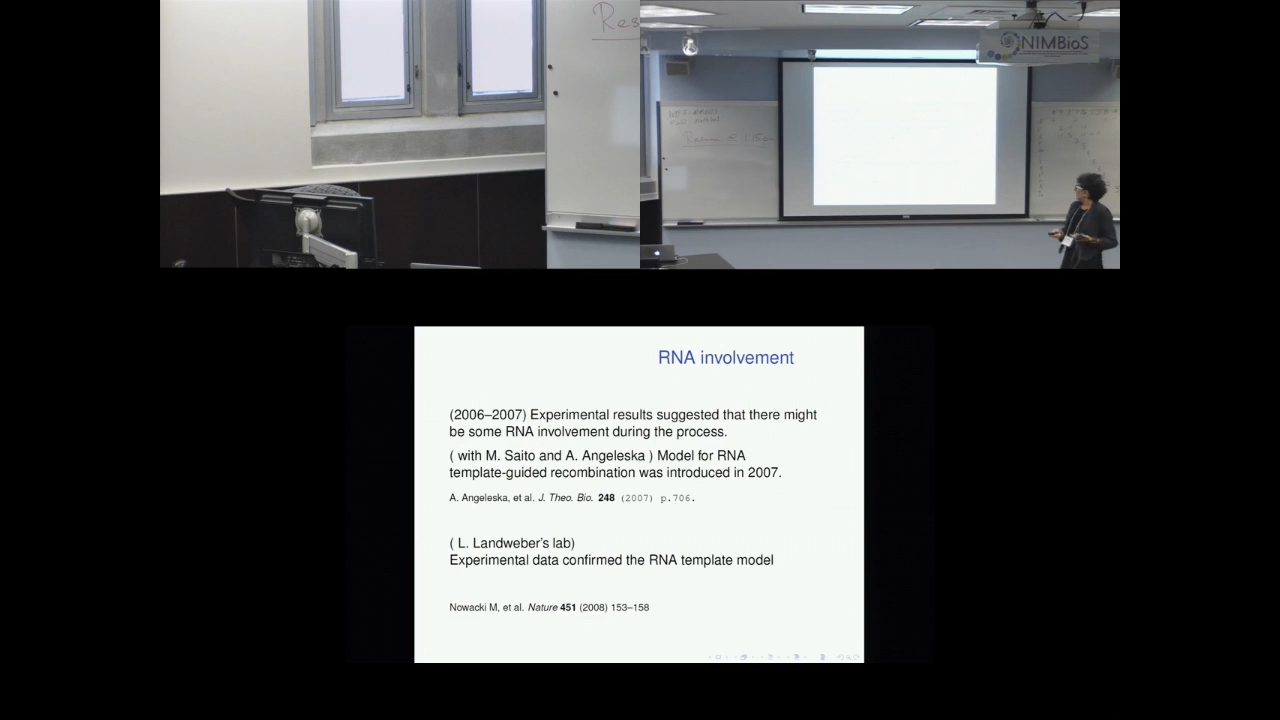 Res
NIMBioS
RNA involvement
(2006–2007) Experimental results suggested that there might
be some RNA involvement during the process.
( with M. Saito and A. Angeleska ) Model for RNA
template-guided recombination was introduced in 2007.
A. Angeleska, et al. J. Theo. Bio. 248 (2007) p.706.
( L. Landweber's lab)
Experimental data confirmed the RNA template model
Nowacki M, et al. Nature 451 (2008) 153–158